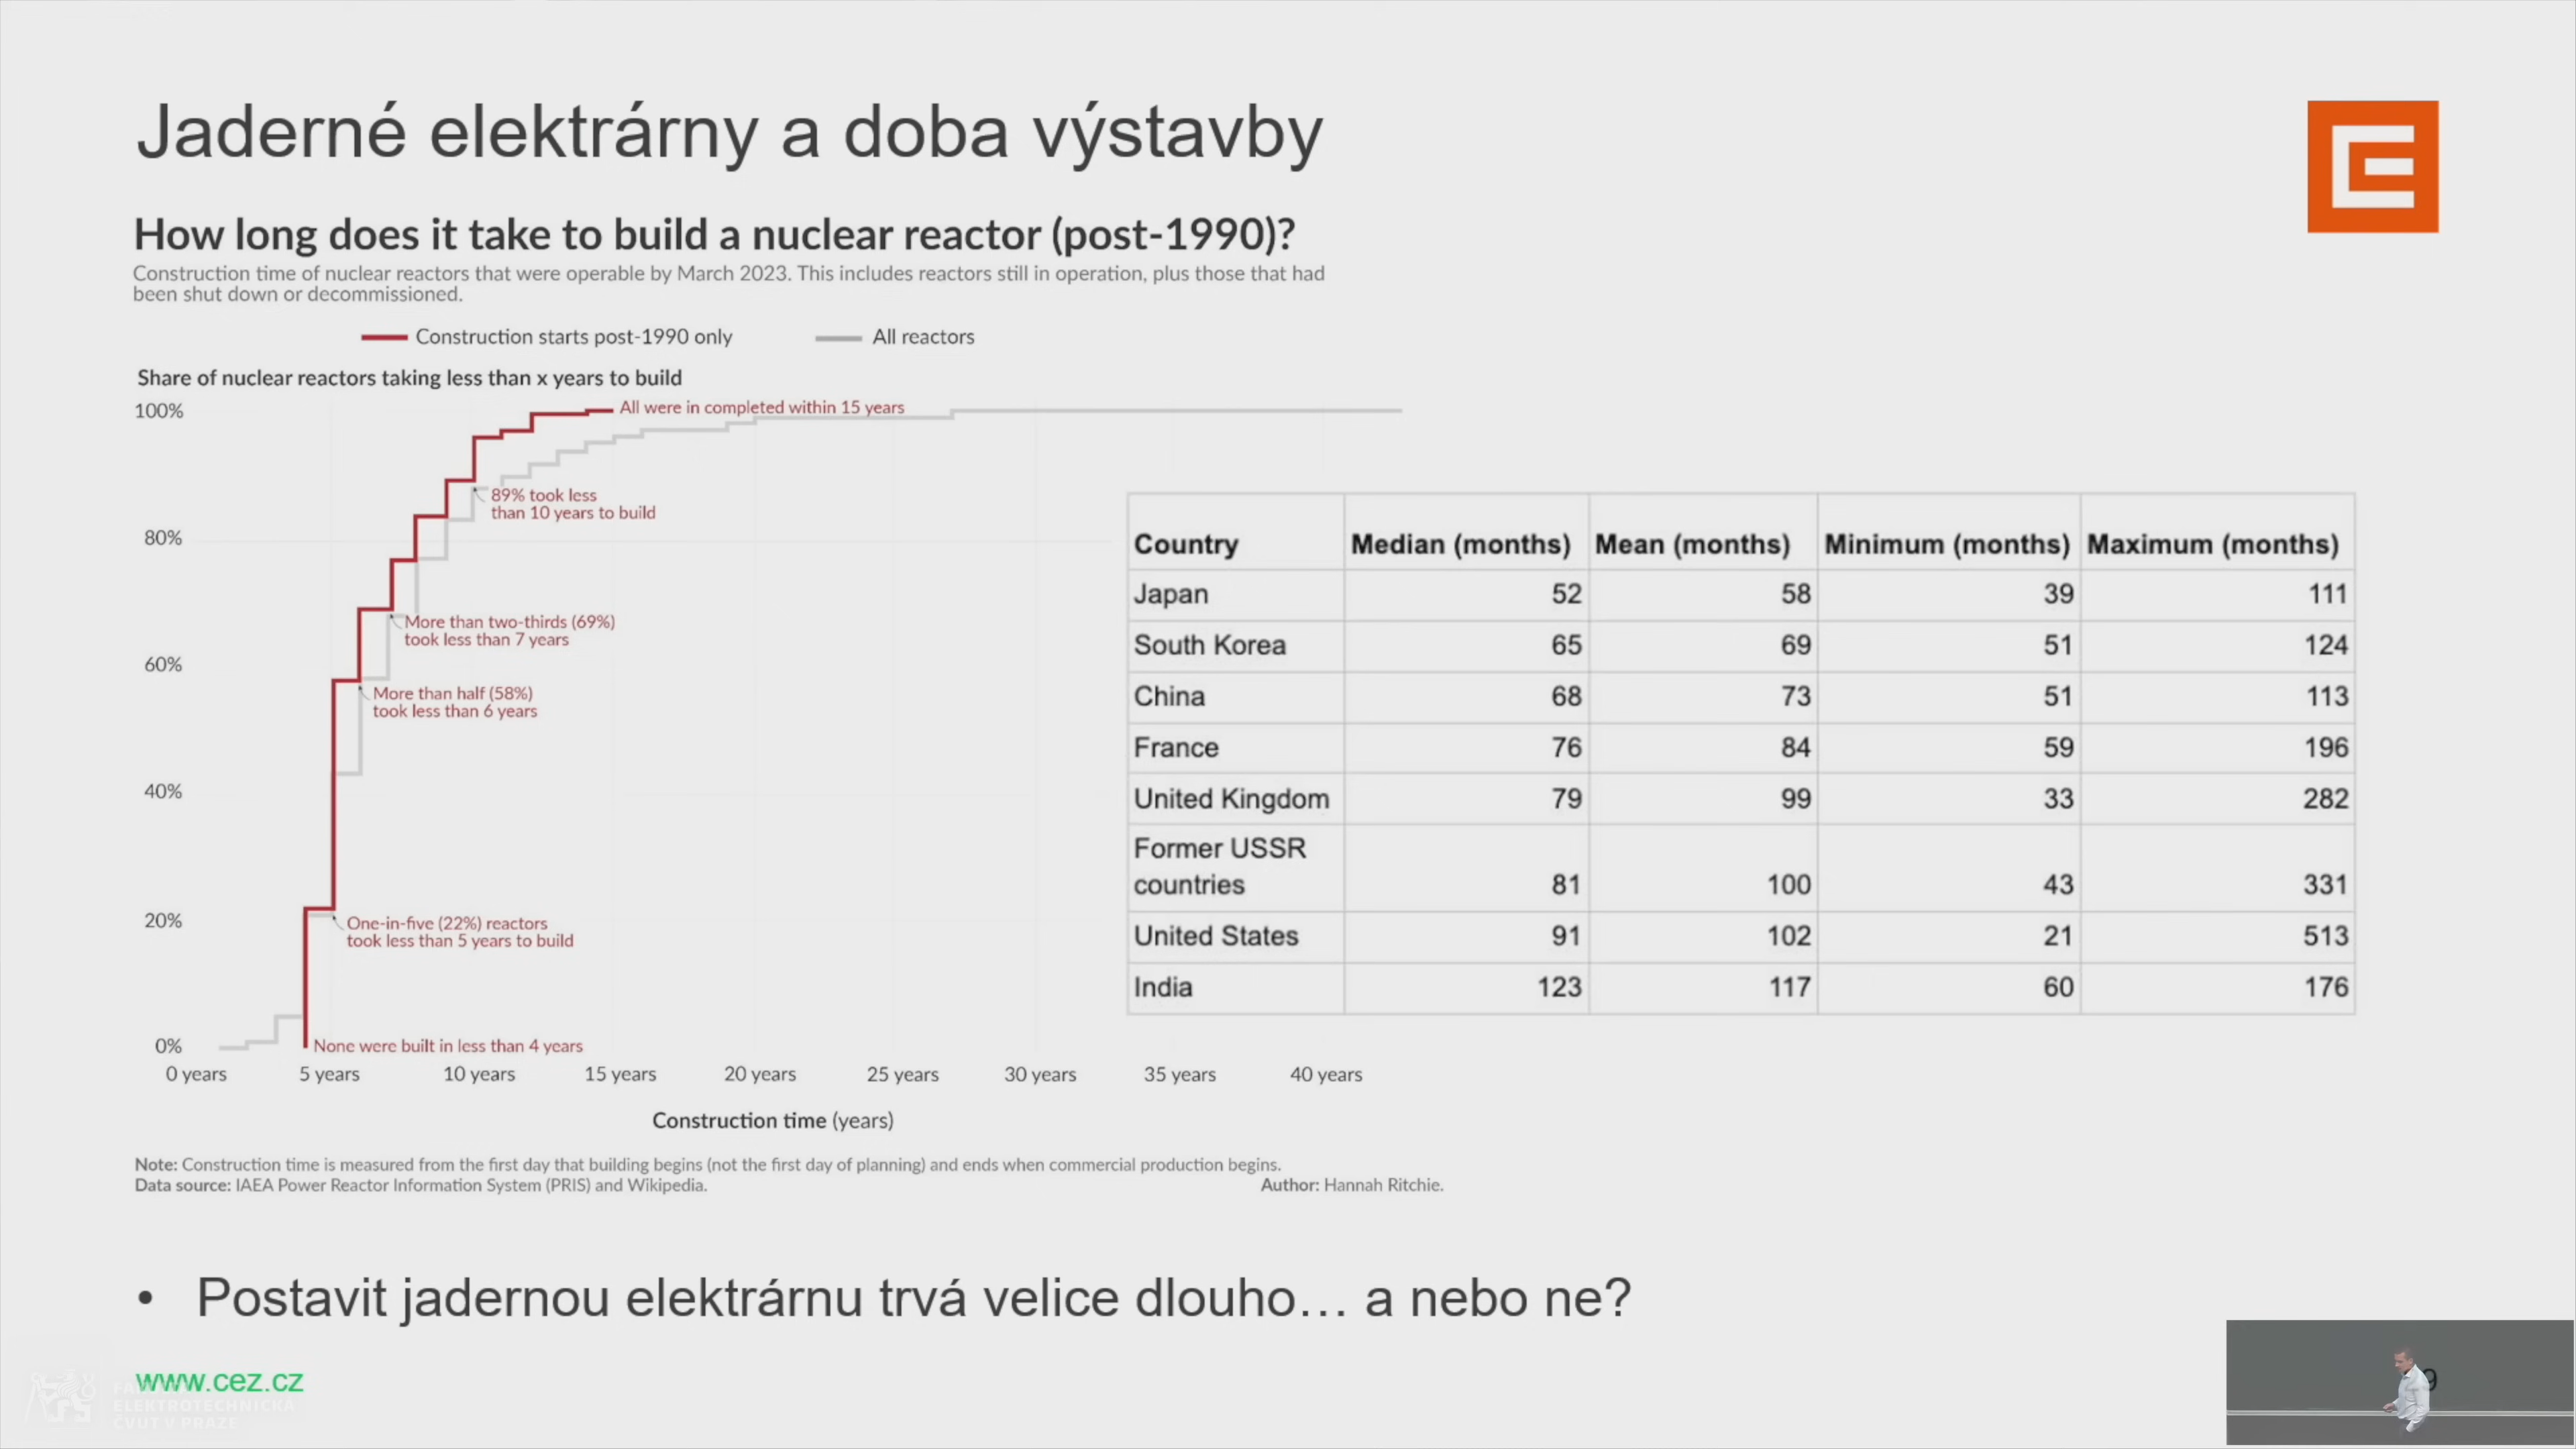 Jaderné elektrárny a doba výstavby
How long does it take to build a nuclear reactor (post-1990)?
Construction time of nuclear reactors that were operable by March 2023. This includes reactors still in operation, plus those that had
been shut down or decommissioned.
Construction starts post-1990 only All reactors
Share of nuclear reactors taking less than x years to build
100%
All were in completed within 15 years
89% took less
than 10 years to build
80%
More than two-thirds (69%)
took less than 7 years
60%
More than half (58%)
took less than 6 years
40%
20%
One-in-five (22%) reactors
took less than 5 years to build
0%
None were built in less than 4 years
0 years 5 years 10 years 15 years 20 years 25 years 30 years 35 years 40 years
Construction time (years)
Note: Construction time is measured from the first day that building begins (not the first day of planning) and ends when commercial production begins.
Data source: IAEA Power Reactor Information System (PRIS) and Wikipedia. Author: Hannah Ritchie.
Country Median (months) Mean (months) Minimum (months) Maximum (months)
Japan 52 58 39 111
South Korea 65 69 51 124
China 68 73 51 113
France 76 84 59 196
United Kingdom 79 99 33 282
Former USSR
countries 81 100 43 331
United States 91 102 21 513
India 123 117 60 176
• Postavit jadernou elektrárnu trvá velice dlouho… a nebo ne?
www.cez.cz
ELEKTROTECHNICKÁ
ČVUT V PRAZE
9